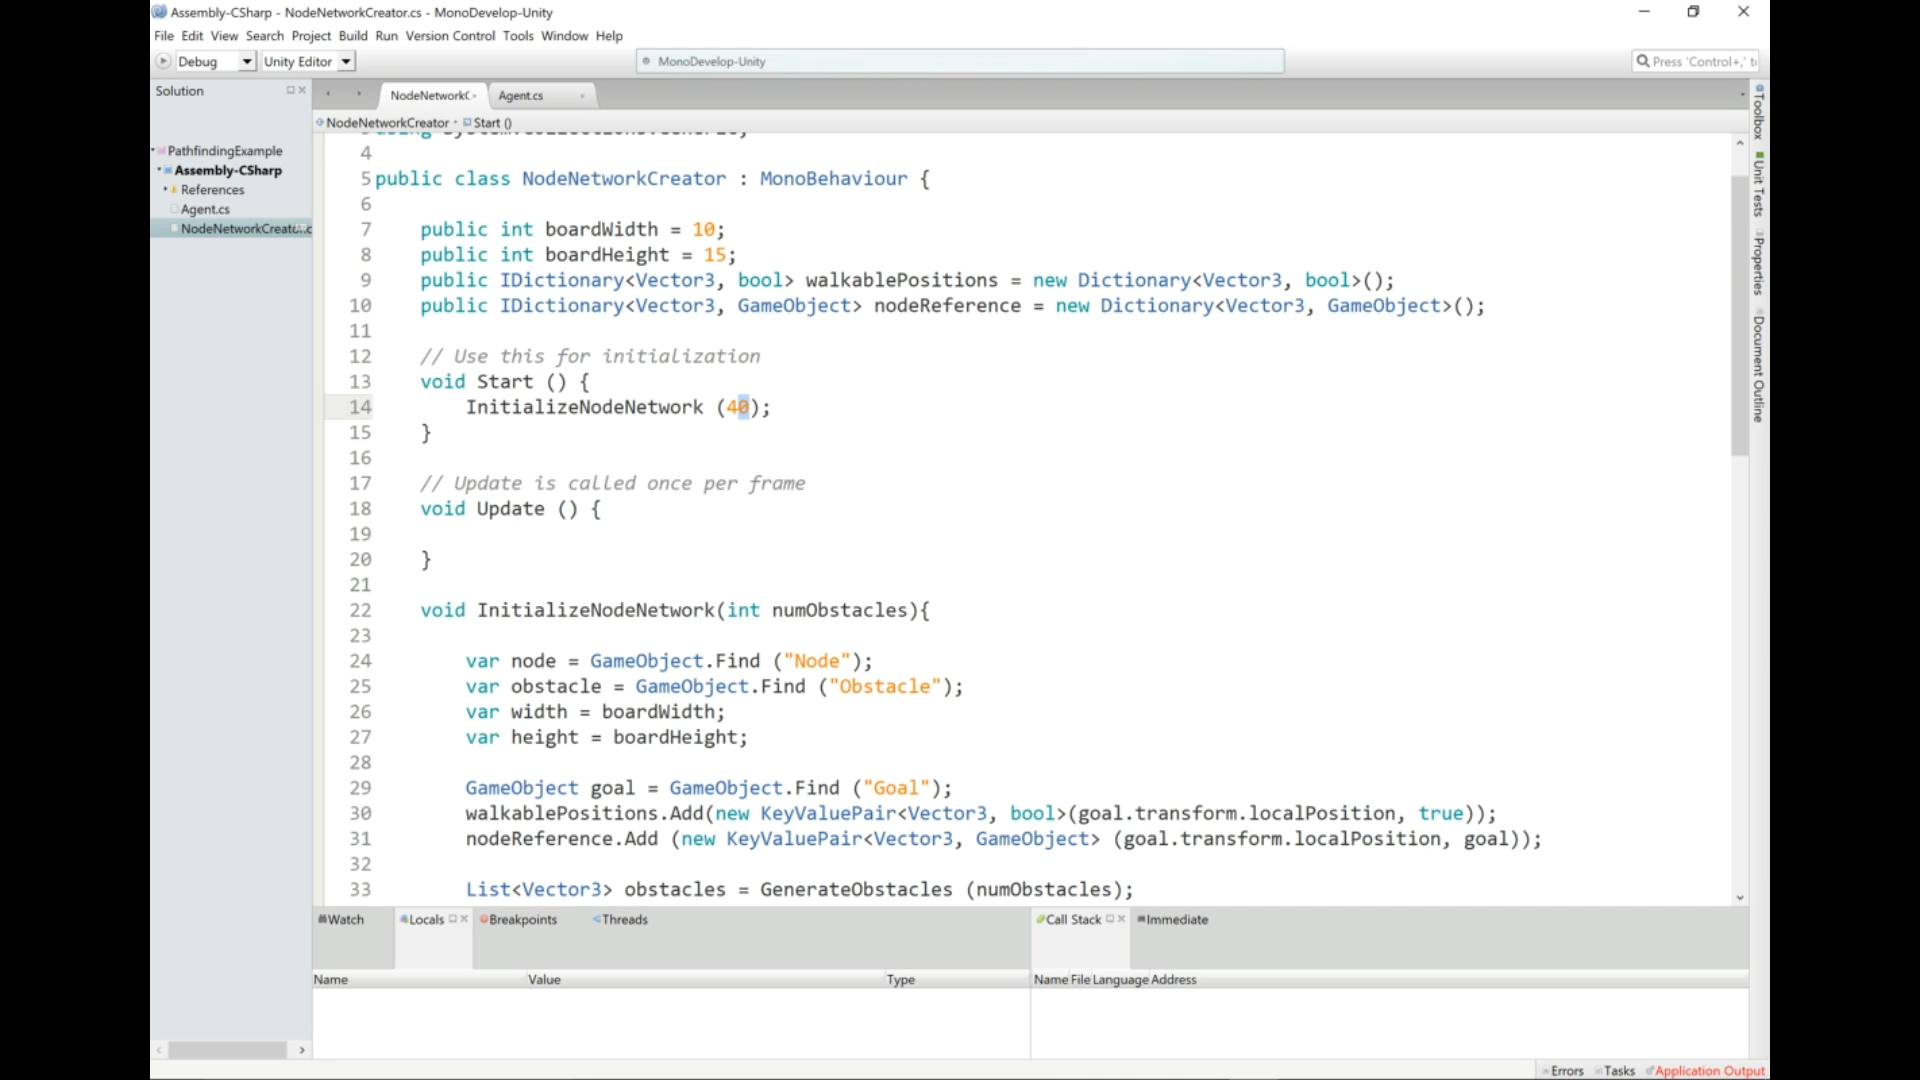 Assembly-CSharp - NodeNetworkCreator.cs - MonoDevelop-Unity
File Edit View Search Project Build Run Version Control Tools Window Help
Debug Unity Editor MonoDevelop-Unity Press 'Control+,' t
Solution
NodeNetworkC Agent.cs
NodeNetworkCreator Start ()
PathfindingExample
Assembly-CSharp
References
Agent.cs
NodeNetworkCreato
4
5 public class NodeNetworkCreator : MonoBehaviour {
6
7 public int boardWidth = 10;
8 public int boardHeight = 15;
9 public IDictionary<Vector3, bool> walkablePositions = new Dictionary<Vector3, bool>();
10 public IDictionary<Vector3, GameObject> nodeReference = new Dictionary<Vector3, GameObject>();
11
12 // Use this for initialization
13 void Start () {
14 InitializeNodeNetwork (40);
15 }
16
17 // Update is called once per frame
18 void Update () {
19
20 }
21
22 void InitializeNodeNetwork(int numObstacles){
23
24 var node = GameObject.Find ("Node");
25 var obstacle = GameObject.Find ("Obstacle");
26 var width = boardWidth;
27 var height = boardHeight;
28
29 GameObject goal = GameObject.Find ("Goal");
30 walkablePositions.Add(new KeyValuePair<Vector3, bool>(goal.transform.localPosition, true));
31 nodeReference.Add (new KeyValuePair<Vector3, GameObject> (goal.transform.localPosition, goal));
32
33 List<Vector3> obstacles = GenerateObstacles (numObstacles);
Toolbox
Unit Tests
Properties
Document Outline
Watch Locals Breakpoints Threads
Name Value Type
Call Stack Immediate
Name File Language Address
Errors Tasks Application Output